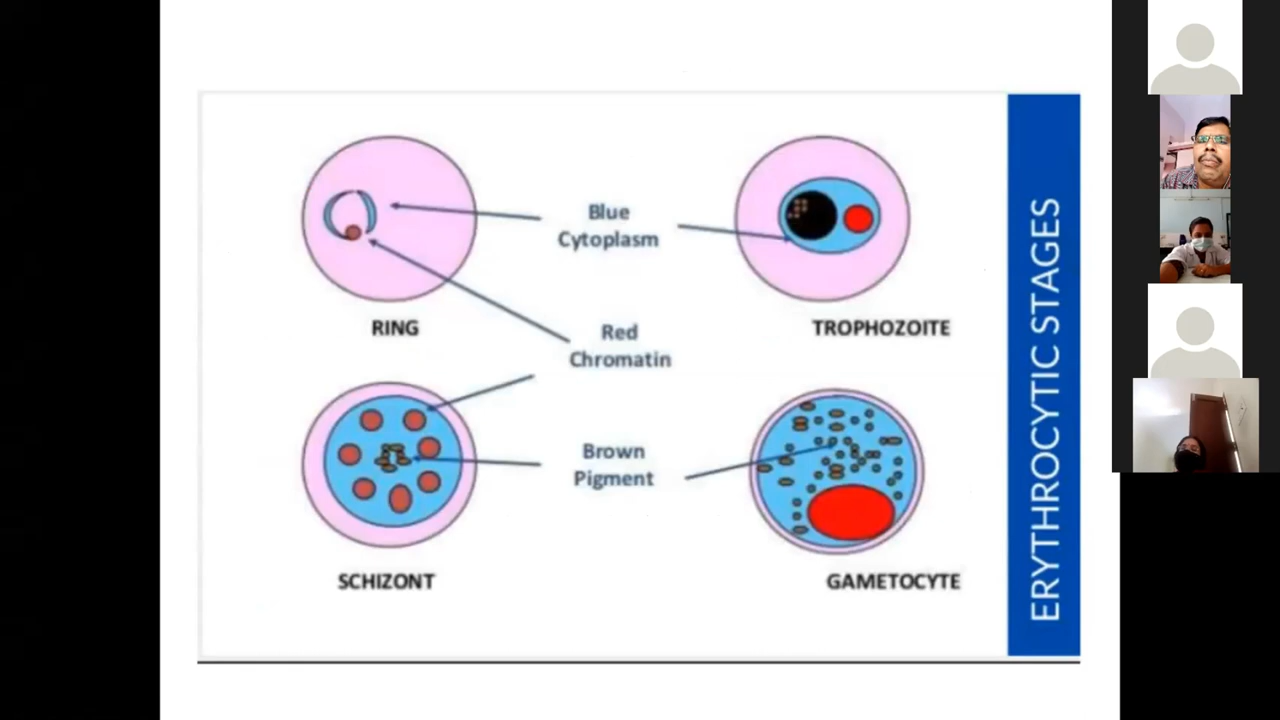 Blue
Cytoplasm
RING
TROPHOZOITE
Red
Chromatin
Brown
Pigment
SCHIZONT
GAMETOCYTE
ERYTHROCYTIC STAGES